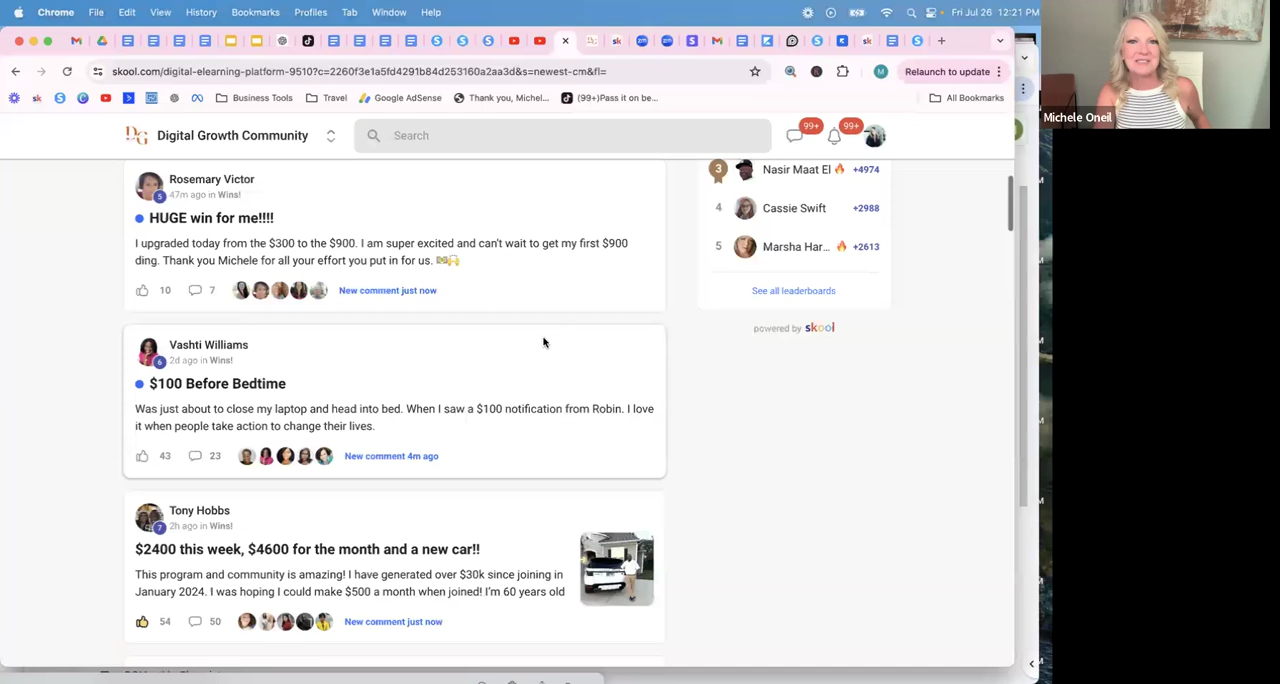 Chrome File Edit View History Bookmarks Profiles Tab Window Help Fri Jul 26 12:21 PM
skool.com/digital-elearning-platform-9510?c=2260f3e1a5fd4291b84d253160a2aa3d&s=newest-cm&fl= M Relaunch to update
Business Tools Travel Google AdSense Thank you, Michel... (99+)Pass it on be... All Bookmarks
Michele Oneil
DG Digital Growth Community Search 99+ 99+
Rosemary Victor
5 47m ago in Wins!
HUGE win for me!!!!
I upgraded today from the $300 to the $900. I am super excited and can't wait to get my first $900
ding. Thank you Michele for all your effort you put in for us.
10 7 New comment just now
Vashti Williams
6 2d ago in Wins!
$100 Before Bedtime
Was just about to close my laptop and head into bed. When I saw a $100 notification from Robin. I love
it when people take action to change their lives.
43 23 New comment 4m ago
Tony Hobbs
7 2h ago in Wins!
$2400 this week, $4600 for the month and a new car!!
This program and community is amazing! I have generated over $30k since joining in
January 2024. I was hoping I could make $500 a month when joined! I'm 60 years old
54 50 New comment just now
3 Nasir Maat El +4974
4 Cassie Swift +2988
5 Marsha Har... +2613
See all leaderboards
powered by skool